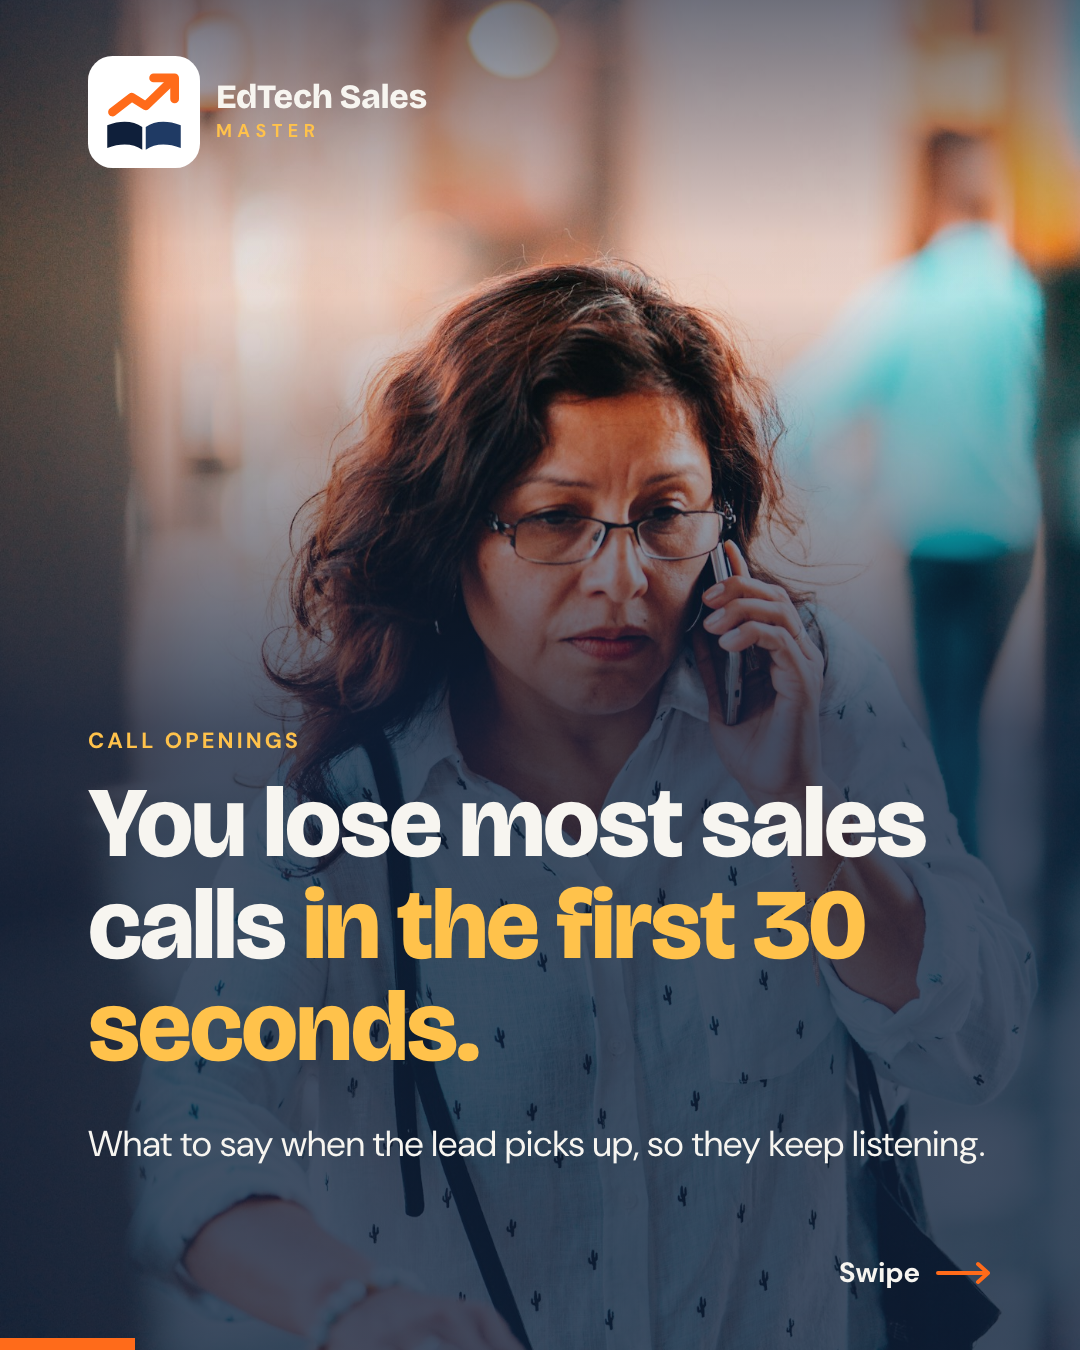 EdTech Sales
MASTER
CALL OPENINGS
You lose most sales
calls in the first 30
seconds.
What to say when the lead picks up, so they keep listening.
Swipe